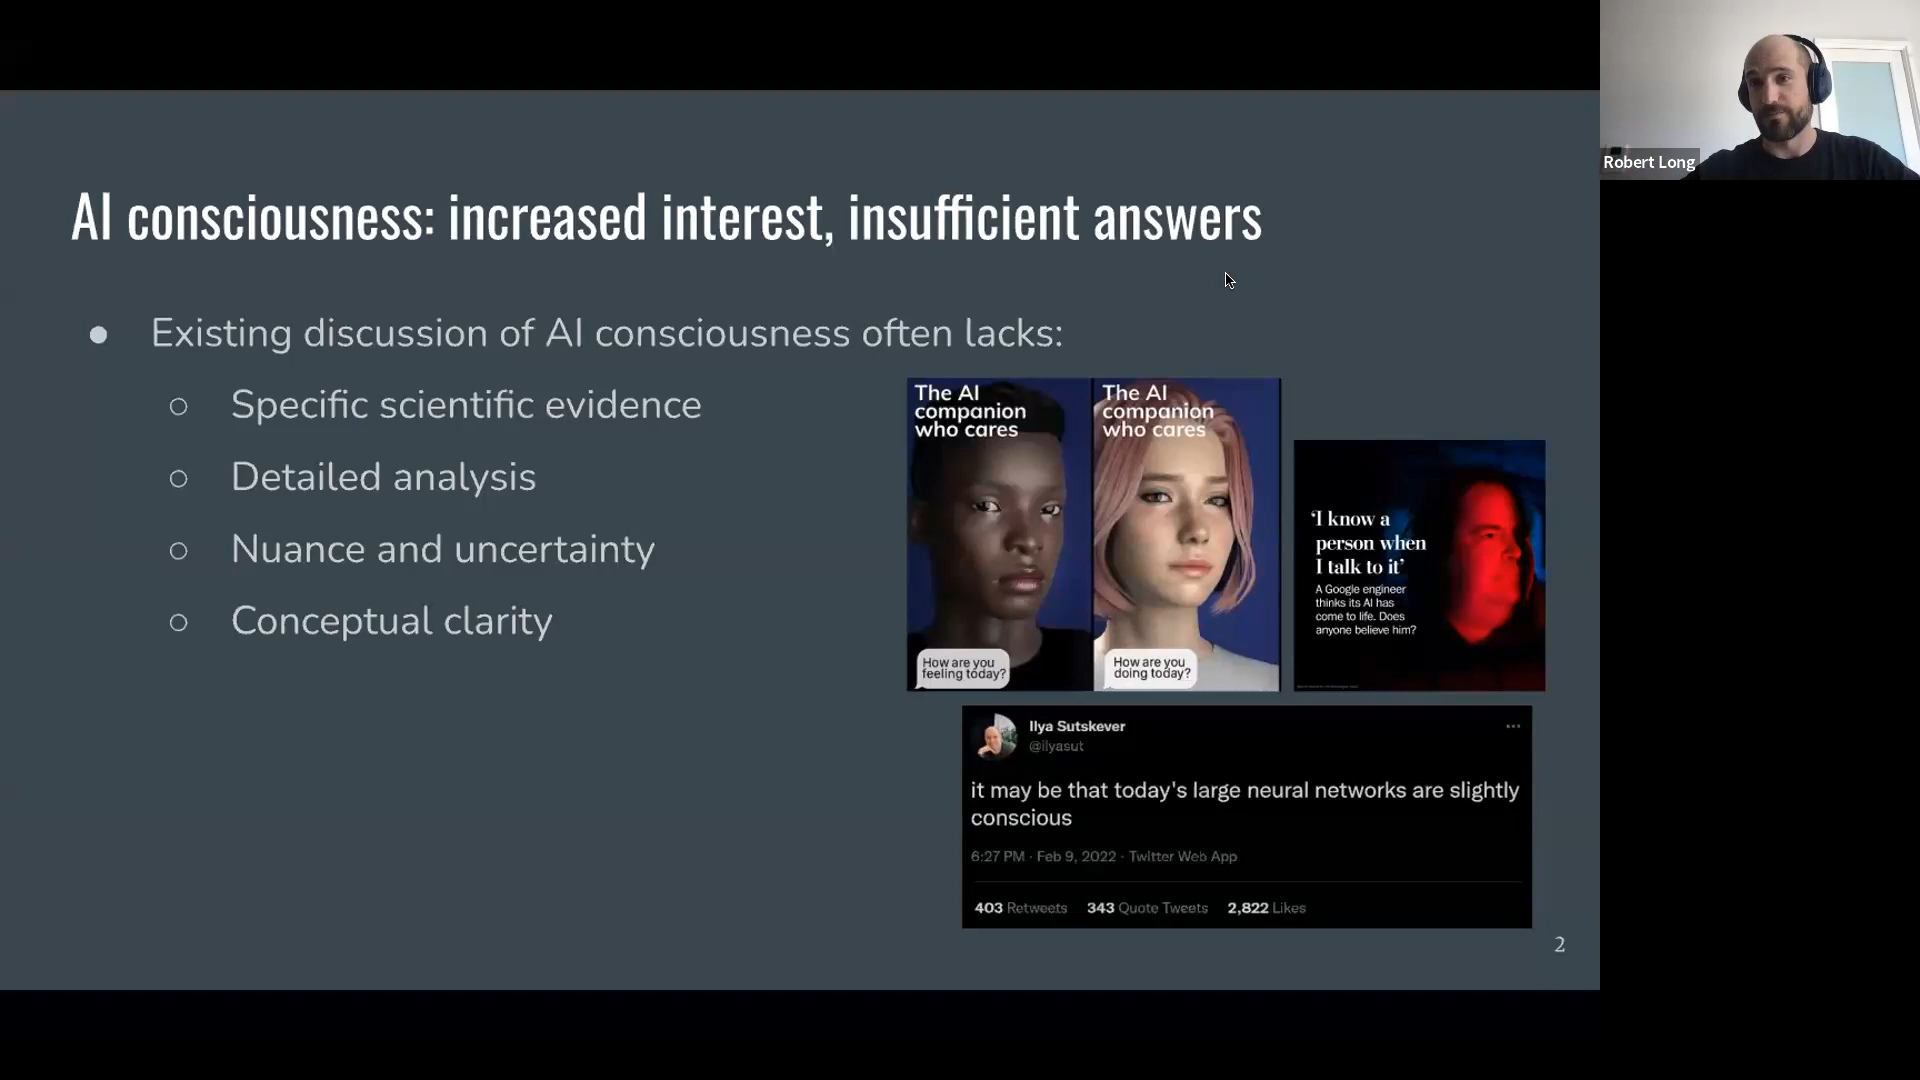 Robert Long
AI consciousness: increased interest, insufficient answers
● Existing discussion of AI consciousness often lacks:
○ Specific scientific evidence
○ Detailed analysis
○ Nuance and uncertainty
○ Conceptual clarity
The AI
companion
who cares
How are you
feeling today?
The AI
companion
who cares
How are you
doing today?
‘I know a
person when
I talk to it’
A Google engineer
thinks its AI has
come to life. Does
anyone believe him?
Ilya Sutskever
@ilyasut
it may be that today's large neural networks are slightly
conscious
6:27 PM · Feb 9, 2022 · Twitter Web App
403 Retweets 343 Quote Tweets 2,822 Likes
2